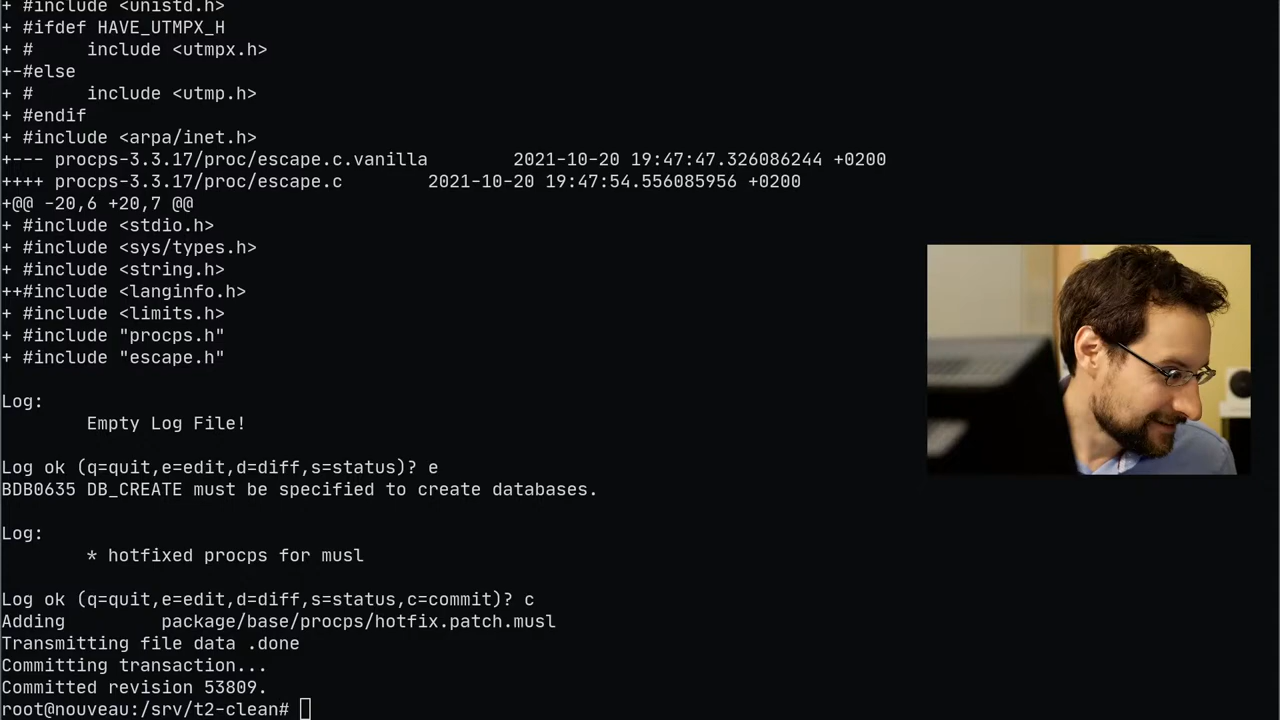 + #include <unistd.h>
+ #ifdef HAVE_UTMPX_H
+ #     include <utmpx.h>
+-#else
+ #     include <utmp.h>
+ #endif
+ #include <arpa/inet.h>
+--- procps-3.3.17/proc/escape.c.vanilla        2021-10-20 19:47:47.326086244 +0200
++++ procps-3.3.17/proc/escape.c        2021-10-20 19:47:54.556085956 +0200
+@@ -20,6 +20,7 @@
+ #include <stdio.h>
+ #include <sys/types.h>
+ #include <string.h>
++#include <langinfo.h>
+ #include <limits.h>
+ #include "procps.h"
+ #include "escape.h"
Log:
        Empty Log File!
Log ok (q=quit,e=edit,d=diff,s=status)? e
BDB0635 DB_CREATE must be specified to create databases.
Log:
        * hotfixed procps for musl
Log ok (q=quit,e=edit,d=diff,s=status,c=commit)? c
Adding         package/base/procps/hotfix.patch.musl
Transmitting file data .done
Committing transaction...
Committed revision 53809.
root@nouveau:/srv/t2-clean#